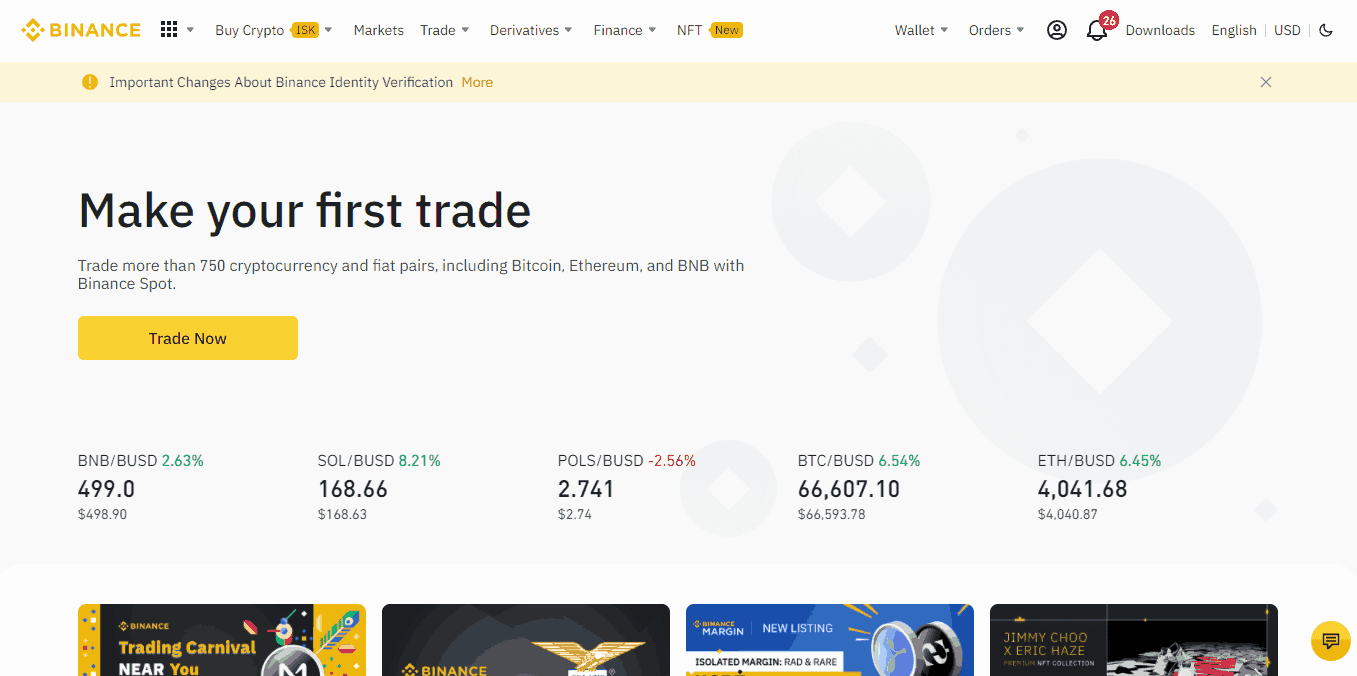 BINANCE
Buy Crypto ISK Markets Trade Derivatives Finance NFT New
Wallet Orders 26 Downloads English USD
Important Changes About Binance Identity Verification More
Make your first trade
Trade more than 750 cryptocurrency and fiat pairs, including Bitcoin, Ethereum, and BNB with
Binance Spot.
Trade Now
BNB/BUSD 2.63%
499.0
$498.90
SOL/BUSD 8.21%
168.66
$168.63
POLS/BUSD -2.56%
2.741
$2.74
BTC/BUSD 6.54%
66,607.10
$66,593.78
ETH/BUSD 6.45%
4,041.68
$4,040.87
BINANCE
Trading Carnival
NEAR You
BINANCE
BINANCE
MARGIN
NEW LISTING
ISOLATED MARGIN: RAD & RARE
JIMMY CHOO
X ERIC HAZE
PREMIUM NFT COLLECTION